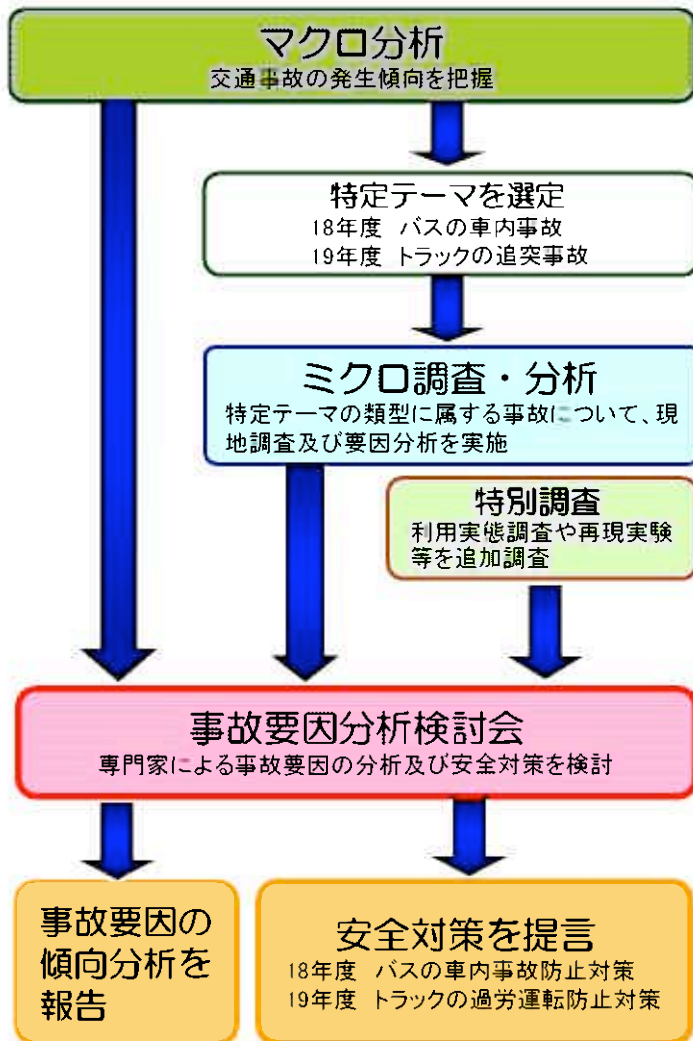 マクロ分析
交通事故の発生傾向を把握
特定テーマを選定
18年度 バスの車内事故
19年度 トラックの追突事故
ミクロ調査・分析
特定テーマの類型に属する事故について、現
地調査及び要因分析を実施
特別調査
利用実態調査や再現実験
等を追加調査
事故要因分析検討会
専門家による事故要因の分析及び安全対策を検討
事故要因の
傾向分析を
報告
安全対策を提言
18年度 バスの車内事故防止対策
19年度 トラックの過労運転防止対策